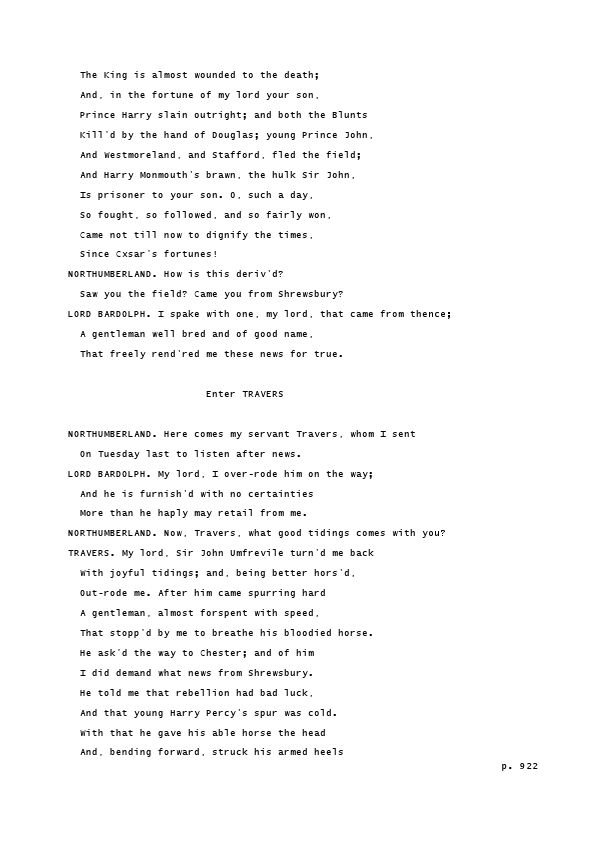 The King is almost wounded to the death;
And, in the fortune of my lord your son,
Prince Harry slain outright; and both the Blunts
Kill'd by the hand of Douglas; young Prince John,
And Westmoreland, and Stafford, fled the field;
And Harry Monmouth's brawn, the hulk Sir John,
Is prisoner to your son. O, such a day,
So fought, so followed, and so fairly won,
Came not till now to dignify the times,
Since Cxsar's fortunes!
NORTHUMBERLAND. How is this deriv'd?
Saw you the field? Came you from Shrewsbury?
LORD BARDOLPH. I spake with one, my lord, that came from thence;
A gentleman well bred and of good name,
That freely rend'red me these news for true.
Enter TRAVERS
NORTHUMBERLAND. Here comes my servant Travers, whom I sent
On Tuesday last to listen after news.
LORD BARDOLPH. My lord, I over-rode him on the way;
And he is furnish'd with no certainties
More than he haply may retail from me.
NORTHUMBERLAND. Now, Travers, what good tidings comes with you?
TRAVERS. My lord, Sir John Umfrevile turn'd me back
With joyful tidings; and, being better hors'd,
Out-rode me. After him came spurring hard
A gentleman, almost forspent with speed,
That stopp'd by me to breathe his bloodied horse.
He ask'd the way to Chester; and of him
I did demand what news from Shrewsbury.
He told me that rebellion had bad luck,
And that young Harry Percy's spur was cold.
With that he gave his able horse the head
And, bending forward, struck his armed heels
p. 922